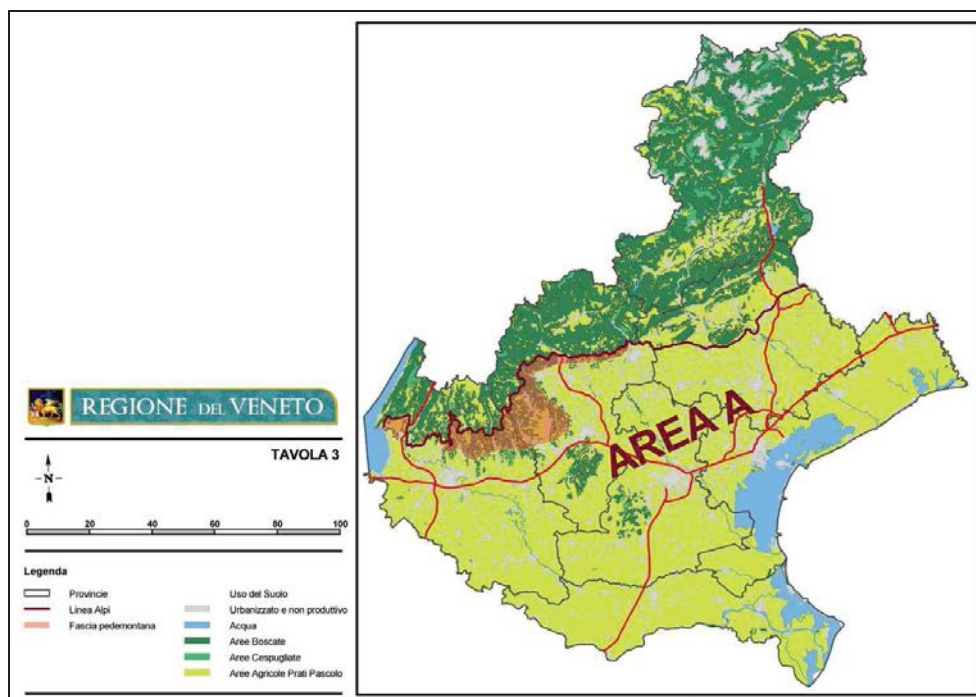 REGIONE DEL VENETO
TAVOLA 3
N
0 20 40 60 80 100
Legenda
Provincie
Linea Alpi
Fascia pedemontana
Uso del Suolo
Urbanizzato e non produttivo
Acqua
Aree Boscate
Aree Cespugliate
Aree Agricole Prati Pascolo
AREA A